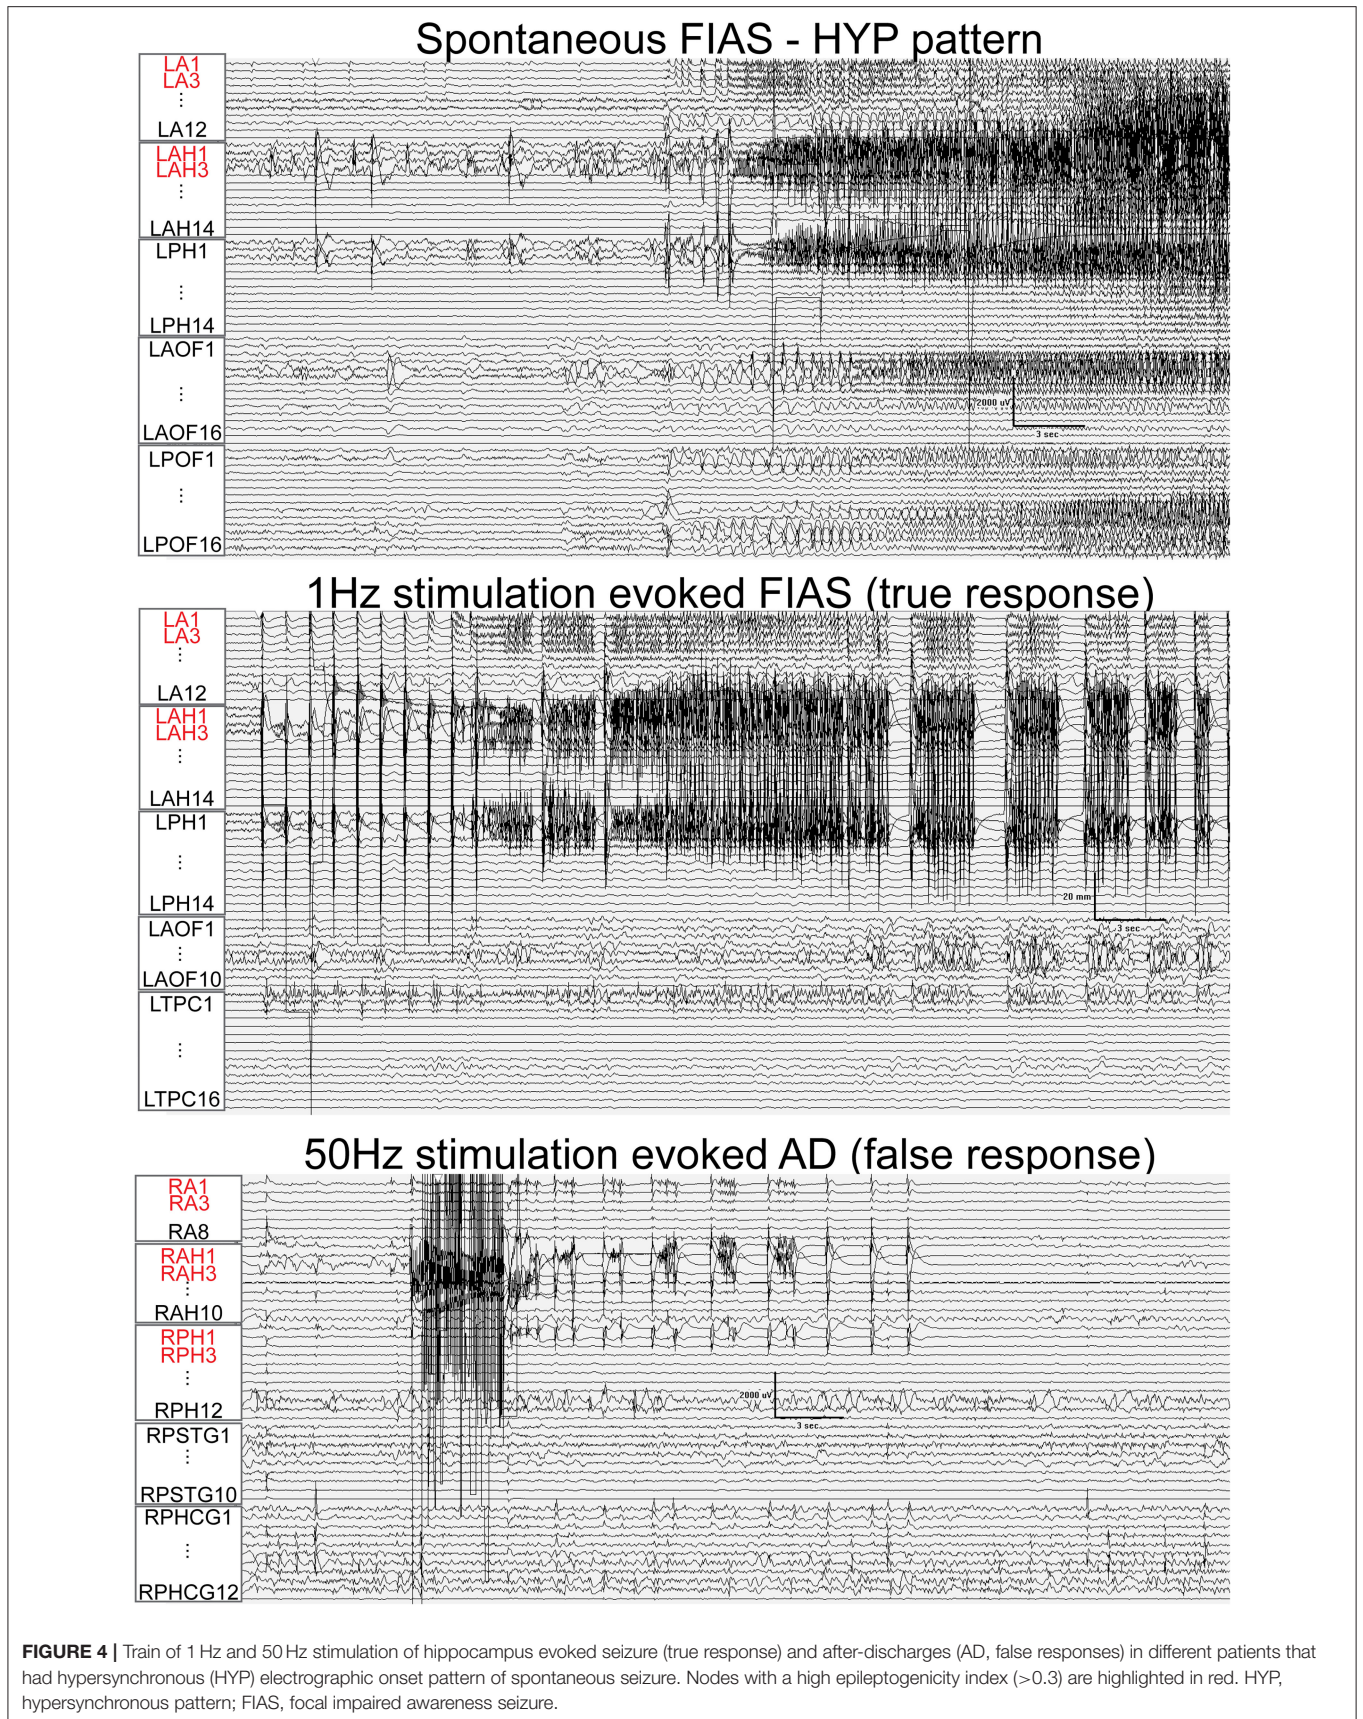 Spontaneous FIAS - HYP pattern
LA1
LA3
⋮
LA12
LAH1
LAH3
⋮
LAH14
LPH1
⋮
LPH14
LAOF1
⋮
LAOF16
LPOF1
⋮
LPOF16
2000 uV
3 sec
1Hz stimulation evoked FIAS (true response)
LA1
LA3
⋮
LA12
LAH1
LAH3
⋮
LAH14
LPH1
⋮
LPH14
LAOF1
⋮
LAOF10
LTPC1
⋮
LTPC16
20 mm
3 sec
50Hz stimulation evoked AD (false response)
RA1
RA3
RA8
RAH1
RAH3
⋮
RAH10
RPH1
RPH3
⋮
RPH12
RPSTG1
⋮
RPSTG10
RPHCG1
⋮
RPHCG12
2000 uV
3 sec
FIGURE 4 | Train of 1 Hz and 50 Hz stimulation of hippocampus evoked seizure (true response) and after-discharges (AD, false responses) in different patients that
had hypersynchronous (HYP) electrographic onset pattern of spontaneous seizure. Nodes with a high epileptogenicity index (>0.3) are highlighted in red. HYP,
hypersynchronous pattern; FIAS, focal impaired awareness seizure.